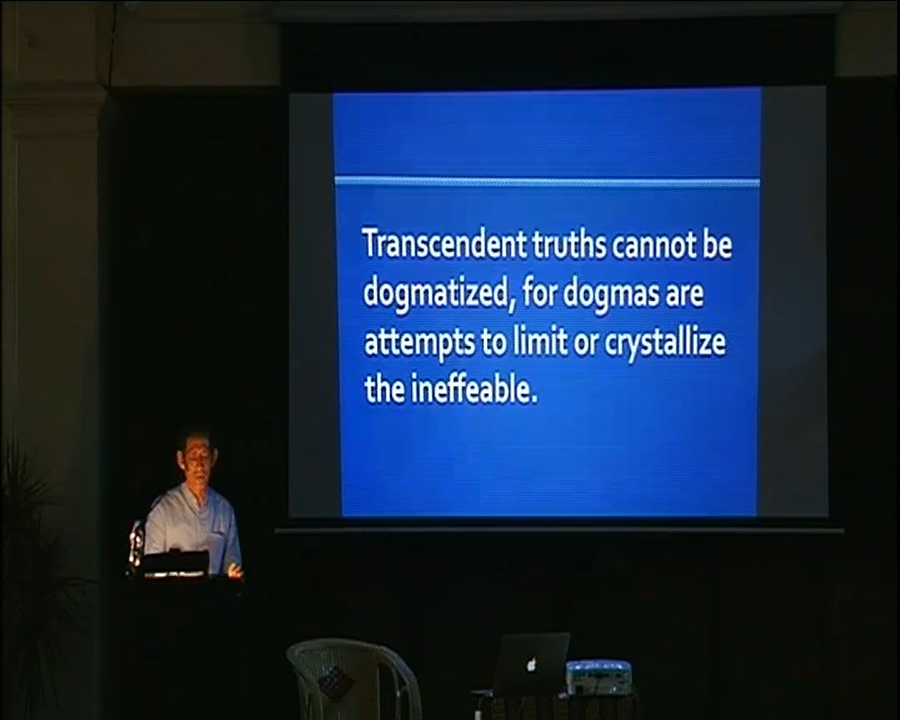 Transcendent truths cannot be
dogmatized, for dogmas are
attempts to limit or crystallize
the ineffeable.